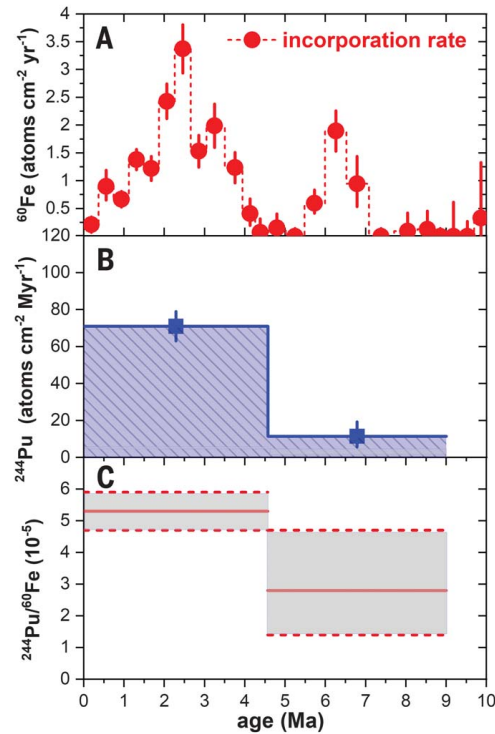 A
incorporation rate
⁶⁰Fe (atoms cm⁻² yr⁻¹)
4
3.5
3
2.5
2
1.5
1
0.5
120
B
²⁴⁴Pu (atoms cm⁻² Myr⁻¹)
100
80
60
40
20
0
C
²⁴⁴Pu/⁶⁰Fe (10⁻⁵)
6
5
4
3
2
1
0
0 1 2 3 4 5 6 7 8 9 10
age (Ma)